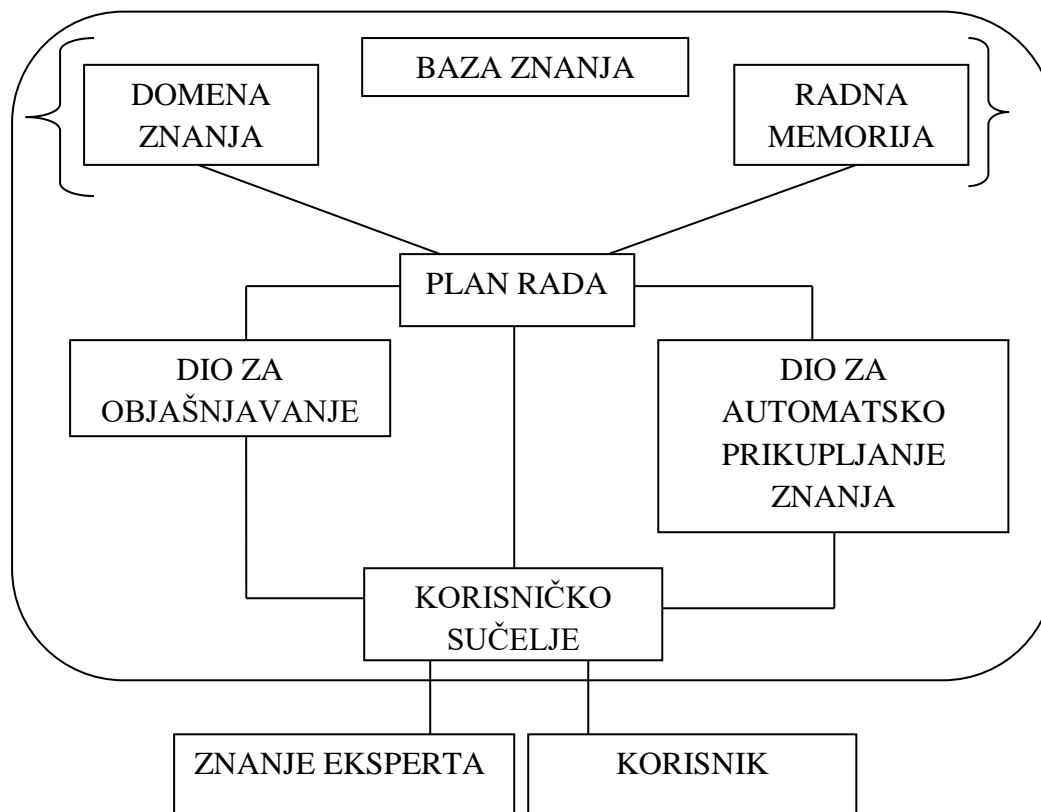 BAZA ZNANJA
DOMENA
ZNANJA
RADNA
MEMORIJA
PLAN RADA
DIO ZA
OBJAŠNJAVANJE
DIO ZA
AUTOMATSKO
PRIKUPLJANJE
ZNANJA
KORISNIČKO
SUČELJE
ZNANJE EKSPERTA
KORISNIK